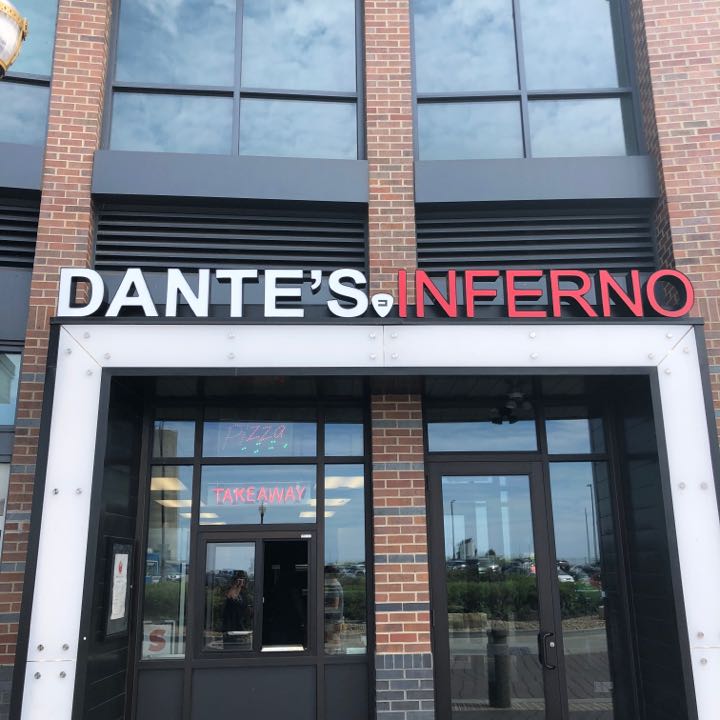 DANTE'S INFERNO
Pizza
TAKEAWAY
S